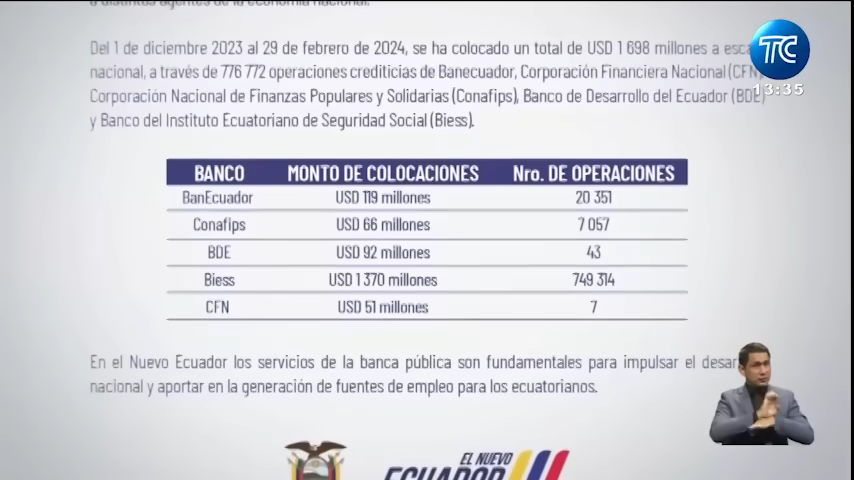 a distintos agentes de la economía nacional.
Del 1 de diciembre 2023 al 29 de febrero de 2024, se ha colocado un total de USD 1 698 millones a
nacional, a través de 776 772 operaciones crediticias de Banecuador, Corporación Financiera Nacional (CFN),
Corporación Nacional de Finanzas Populares y Solidarias (Conafips), Banco de Desarrollo del Ecuador (BDE)
y Banco del Instituto Ecuatoriano de Seguridad Social (Biess).
TC
13:35
BANCO MONTO DE COLOCACIONES Nro. DE OPERACIONES
BanEcuador USD 119 millones 20 351
Conafips USD 66 millones 7 057
BDE USD 92 millones 43
Biess USD 1 370 millones 749 314
CFN USD 51 millones 7
En el Nuevo Ecuador los servicios de la banca pública son fundamentales para impulsar el
nacional y aportar en la generación de fuentes de empleo para los ecuatorianos.
EL NUEVO
ECUADOR